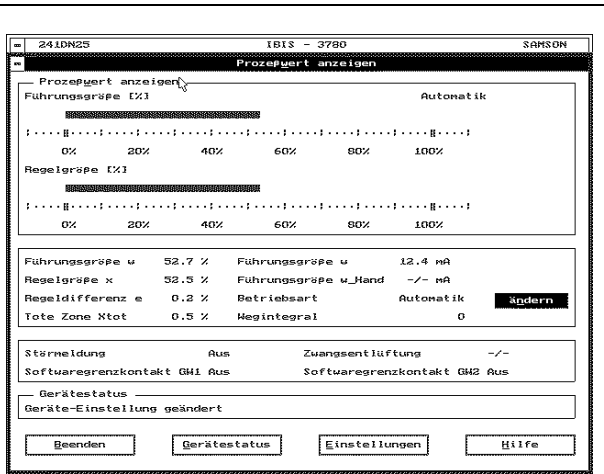 241DN25 IBIS - 3780 SAMSON
Prozeßwert anzeigen
Prozeßwert anzeigen
Führungsgröße [%] Automatik
0% 20% 40% 60% 80% 100%
Regelgröße [%]
0% 20% 40% 60% 80% 100%
Führungsgröße w 52.7 % Führungsgröße w 12.4 mA
Regelgröße x 52.5 % Führungsgröße w_Hand -/- mA
Regeldifferenz e 0.2 % Betriebsart Automatik ändern
Tote Zone Xtot 0.5 % Wegintegral 0
Störmeldung Aus Zwangsentlüftung -/-
Softwaregrenzkontakt GW1 Aus Softwaregrenzkontakt GW2 Aus
Gerätestatus
Geräte-Einstellung geändert
Beenden Gerätestatus Einstellungen Hilfe